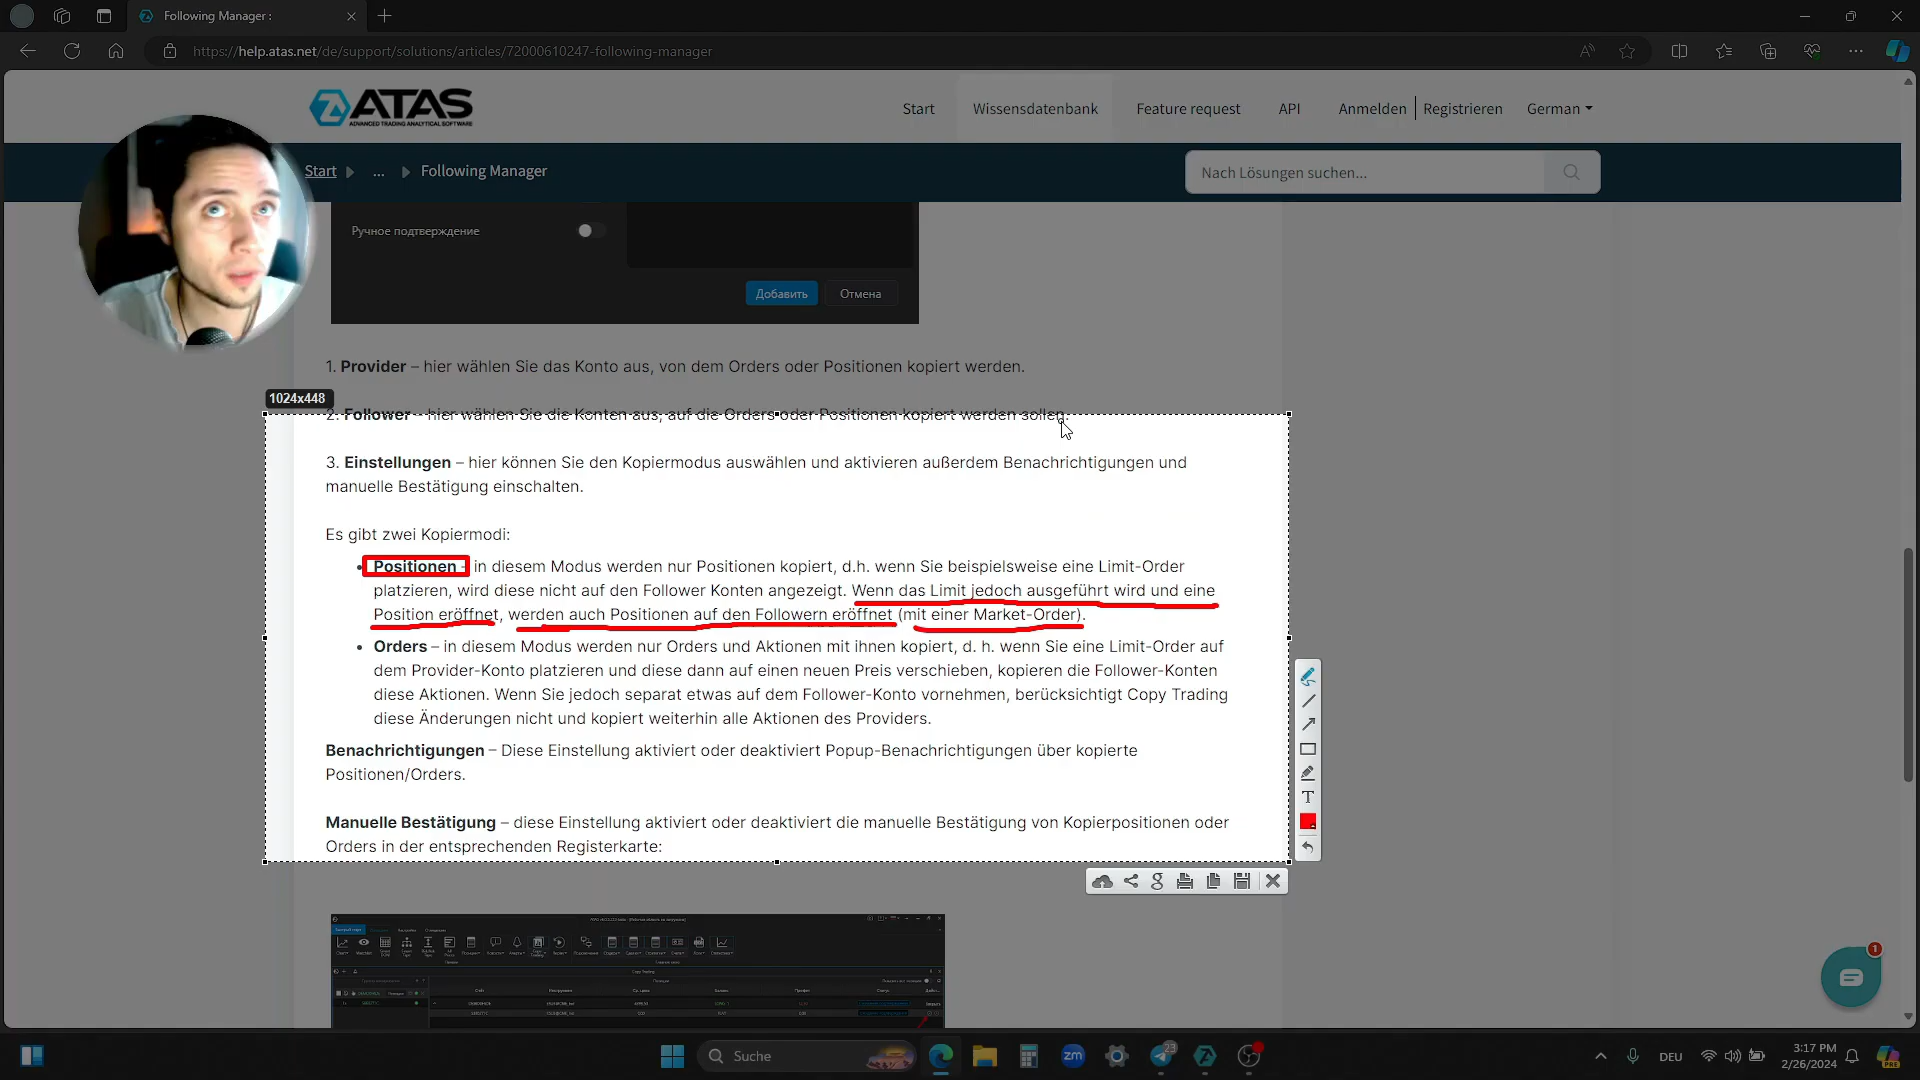 Following Manager :
https://help.atas.net/de/support/solutions/articles/72000610247-following-manager
ATAS
ADVANCED TRADING ANALYTICAL SOFTWARE
Start
Wissensdatenbank
Feature request
API
Anmelden
Registrieren
German
Start
...
Following Manager
Nach Lösungen suchen...
Ручное подтверждение
Добавить
Отмена
1. Provider – hier wählen Sie das Konto aus, von dem Orders oder Positionen kopiert werden.
1024x448
2. Follower – hier wählen Sie die Konten aus, auf die Orders oder Positionen kopiert werden sollen.
3. Einstellungen – hier können Sie den Kopiermodus auswählen und aktivieren außerdem Benachrichtigungen und
manuelle Bestätigung einschalten.
Es gibt zwei Kopiermodi:
• Positionen - in diesem Modus werden nur Positionen kopiert, d.h. wenn Sie beispielsweise eine Limit-Order
platzieren, wird diese nicht auf den Follower Konten angezeigt. Wenn das Limit jedoch ausgeführt wird und eine
Position eröffnet, werden auch Positionen auf den Followern eröffnet (mit einer Market-Order).
• Orders – in diesem Modus werden nur Orders und Aktionen mit ihnen kopiert, d. h. wenn Sie eine Limit-Order auf
dem Provider-Konto platzieren und diese dann auf einen neuen Preis verschieben, kopieren die Follower-Konten
diese Aktionen. Wenn Sie jedoch separat etwas auf dem Follower-Konto vornehmen, berücksichtigt Copy Trading
diese Änderungen nicht und kopiert weiterhin alle Aktionen des Providers.
Benachrichtigungen – Diese Einstellung aktiviert oder deaktiviert Popup-Benachrichtigungen über kopierte
Positionen/Orders.
Manuelle Bestätigung – diese Einstellung aktiviert oder deaktiviert die manuelle Bestätigung von Kopierpositionen oder
Orders in der entsprechenden Registerkarte:
T
g
Copy Trading
1
Suche
zm
23
DEU
3:17 PM
2/26/2024
PRE